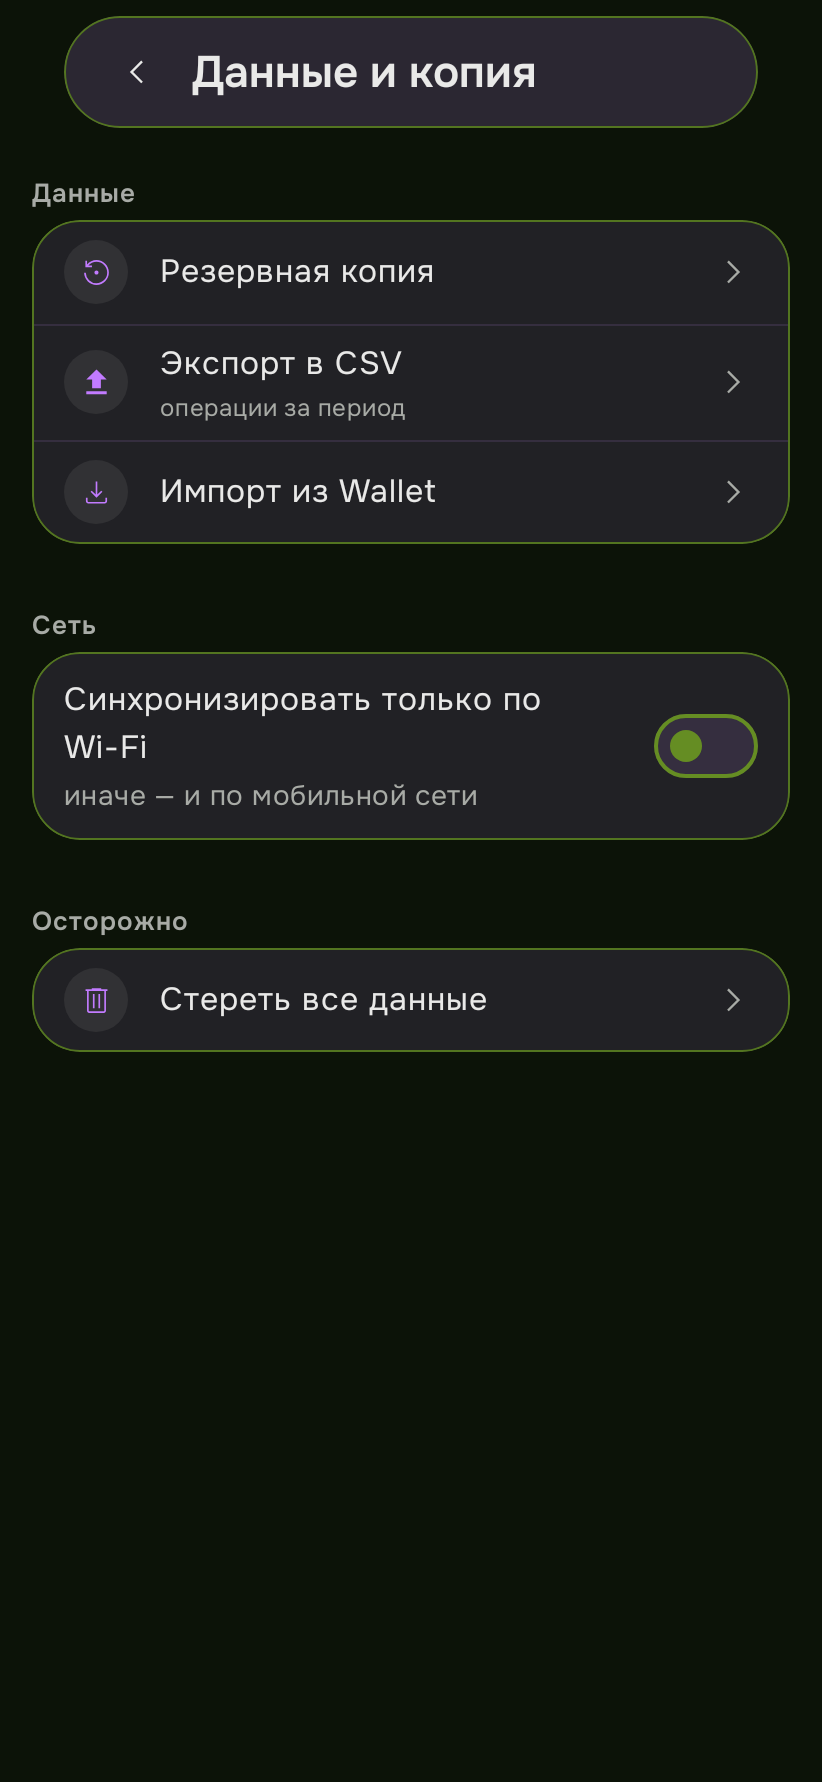 Данные и копия
Данные
Резервная копия
Экспорт в CSV
операции за период
Импорт из Wallet
Сеть
Синхронизировать только по
Wi-Fi
иначе — и по мобильной сети
Осторожно
Стереть все данные